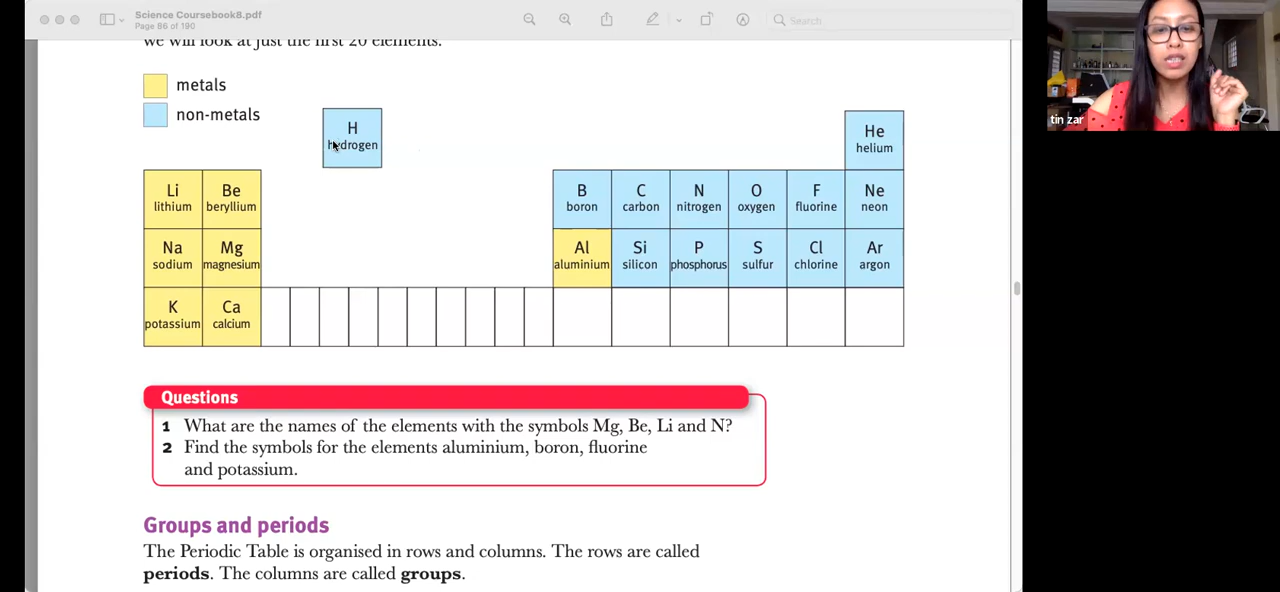 Science Coursebook8.pdf
Page 86 of 190
Search
we will look at just the first 20 elements.
metals
non-metals
H
hydrogen
He
helium
Li
lithium
Be
beryllium
B
boron
C
carbon
N
nitrogen
O
oxygen
F
fluorine
Ne
neon
Na
sodium
Mg
magnesium
Al
aluminium
Si
silicon
P
phosphorus
S
sulfur
Cl
chlorine
Ar
argon
K
potassium
Ca
calcium
Questions
1 What are the names of the elements with the symbols Mg, Be, Li and N?
2 Find the symbols for the elements aluminium, boron, fluorine
and potassium.
Groups and periods
The Periodic Table is organised in rows and columns. The rows are called
periods. The columns are called groups.
tin zar